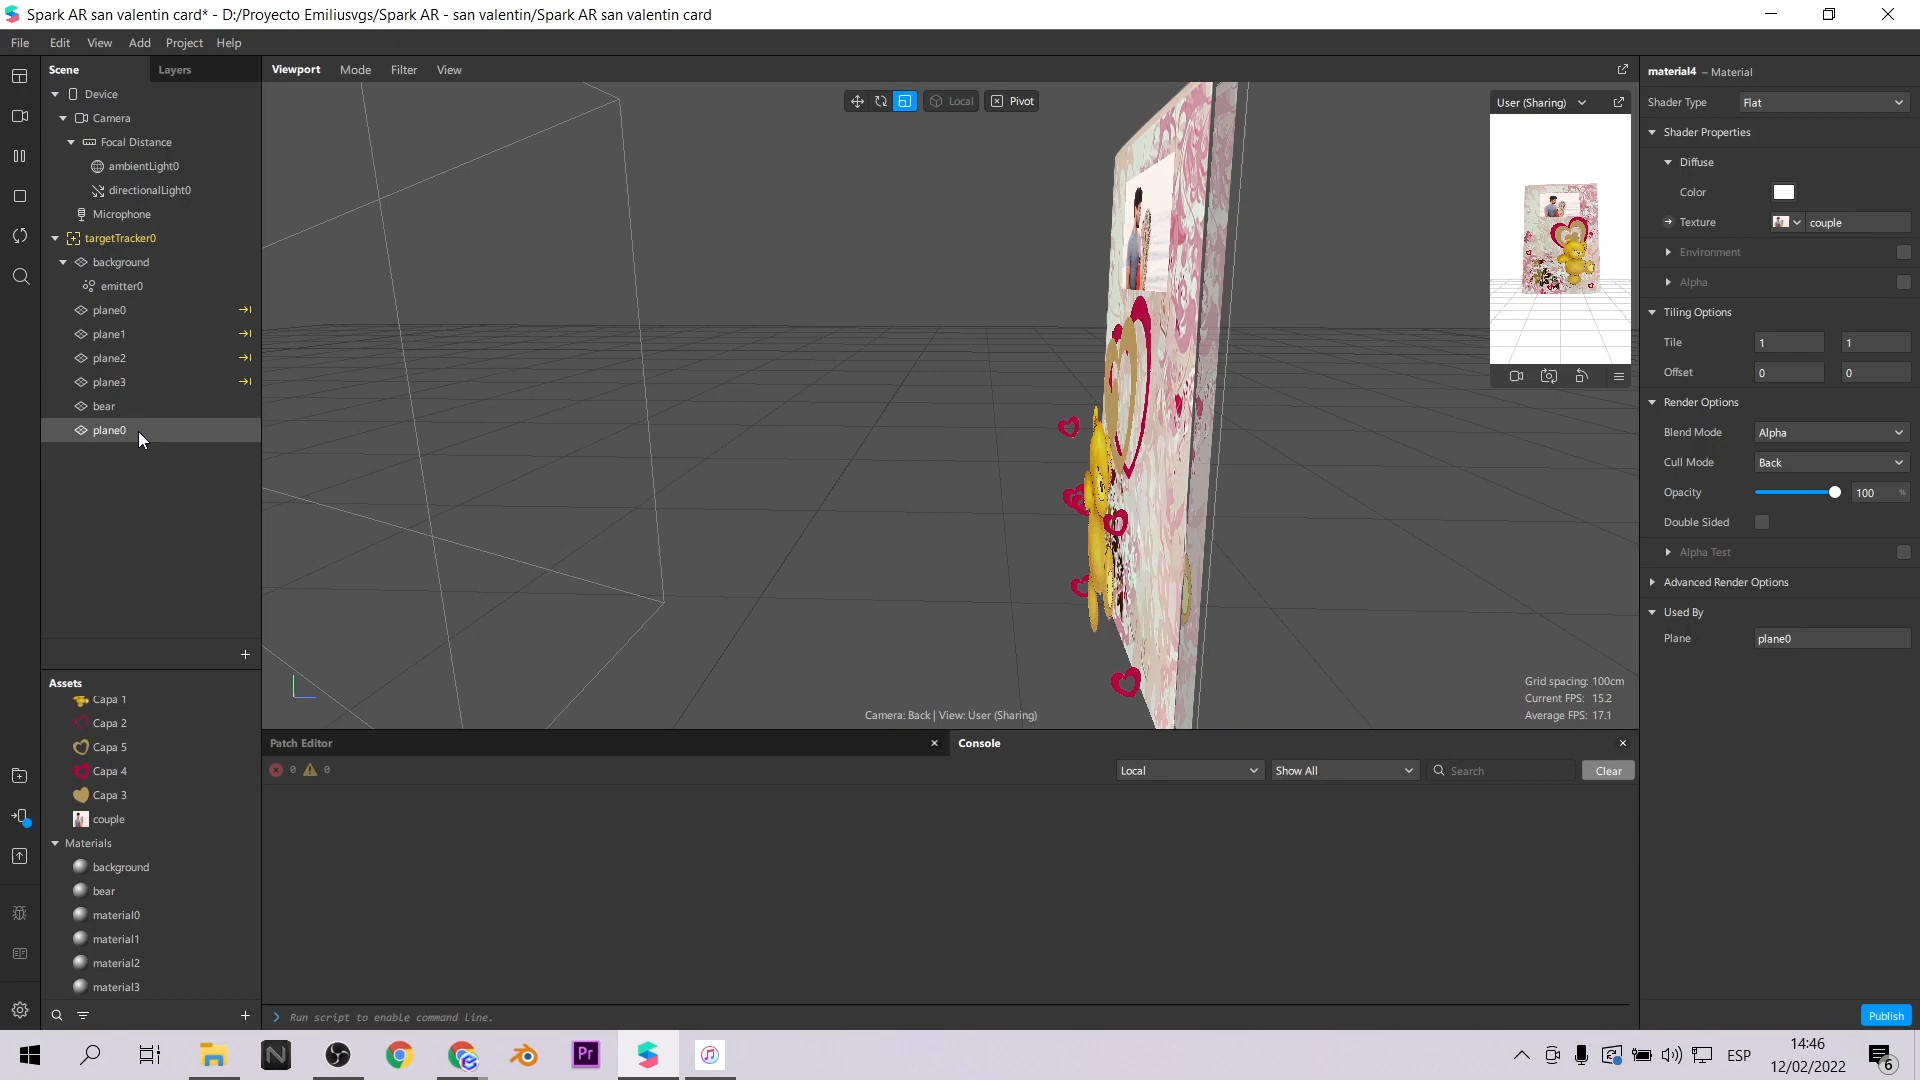 Spark AR san valentin card* - D:/Proyecto Emiliusvgs/Spark AR - san valentin/Spark AR san valentin card
File Edit View Add Project Help
Scene Layers
Device
Camera
Focal Distance
ambientLight0
directionalLight0
Microphone
targetTracker0
background
emitter0
plane0
plane1
plane2
plane3
bear
plane0
Assets
Capa 1
Capa 2
Capa 5
Capa 4
Capa 3
couple
Materials
background
bear
material0
material1
material2
material3
Viewport Mode Filter View
Local Pivot
User (Sharing)
Grid spacing: 100cm
Current FPS: 15.2
Average FPS: 17.1
Camera: Back | View: User (Sharing)
Patch Editor
0 0
Console
Local Show All Search Clear
Run script to enable command line.
material4 – Material
Shader Type Flat
Shader Properties
Diffuse
Color
Texture couple
Environment
Alpha
Tiling Options
Tile 1 1
Offset 0 0
Render Options
Blend Mode Alpha
Cull Mode Back
Opacity 100 %
Double Sided
Alpha Test
Advanced Render Options
Used By
Plane plane0
Publish
Pr
ESP
14:46
12/02/2022
6